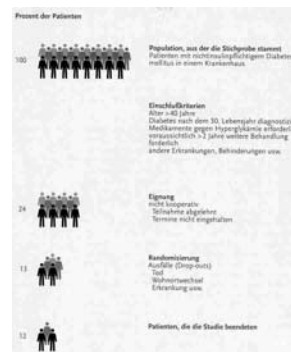 Prozent der Patienten
100
Population, aus der die Stichprobe stammt
Patienten mit nichtinsulinpflichtigem Diabetes
mellitus in einem Krankenhaus
Einschlußkriterien
Alter >40 Jahre
Diabetes nach dem 30. Lebensjahr diagnostizi
Medikamente gegen Hyperglykämie erforderl
voraussichtlich >2 Jahre weitere Behandlung
forderlich
andere Erkrankungen, Behinderungen usw.
24
Eignung
nicht kooperativ
Teilnahme abgelehnt
Termine nicht eingehalten
13
Randomisierung
Ausfälle (Drop-outs)
Tod
Wohnortwechsel
Erkrankung usw.
12
Patienten, die die Studie beendeten